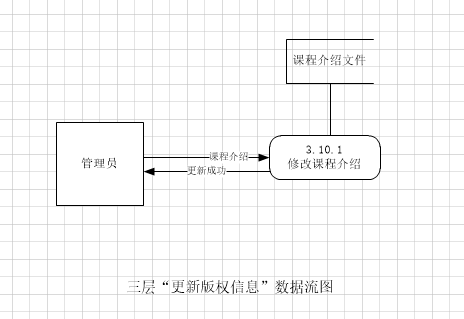 课程介绍文件
3.10.1
修改课程介绍
管理员
课程介绍
更新成功
三层“更新版权信息”数据流图